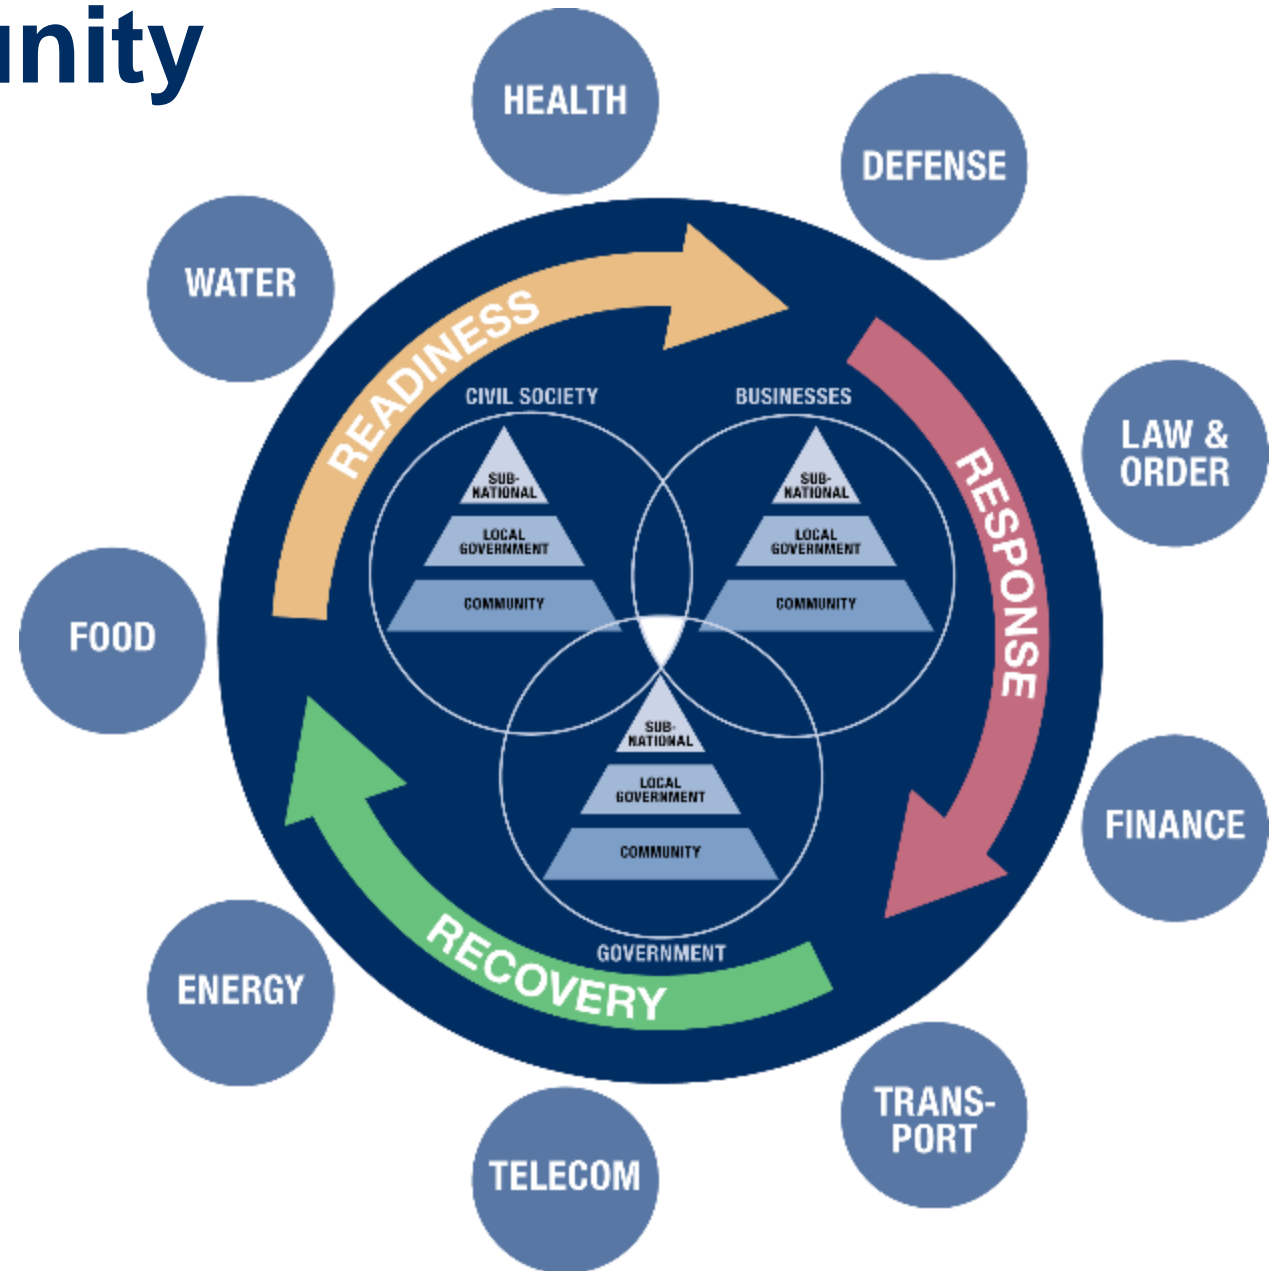 unity
HEALTH
DEFENSE
WATER
LAW &
ORDER
FOOD
FINANCE
ENERGY
TRANS-
PORT
TELECOM
READINESS
RESPONSE
RECOVERY
CIVIL SOCIETY
SUB-
NATIONAL
LOCAL
GOVERNMENT
COMMUNITY
BUSINESSES
SUB-
NATIONAL
LOCAL
GOVERNMENT
COMMUNITY
SUB-
NATIONAL
LOCAL
GOVERNMENT
COMMUNITY
GOVERNMENT